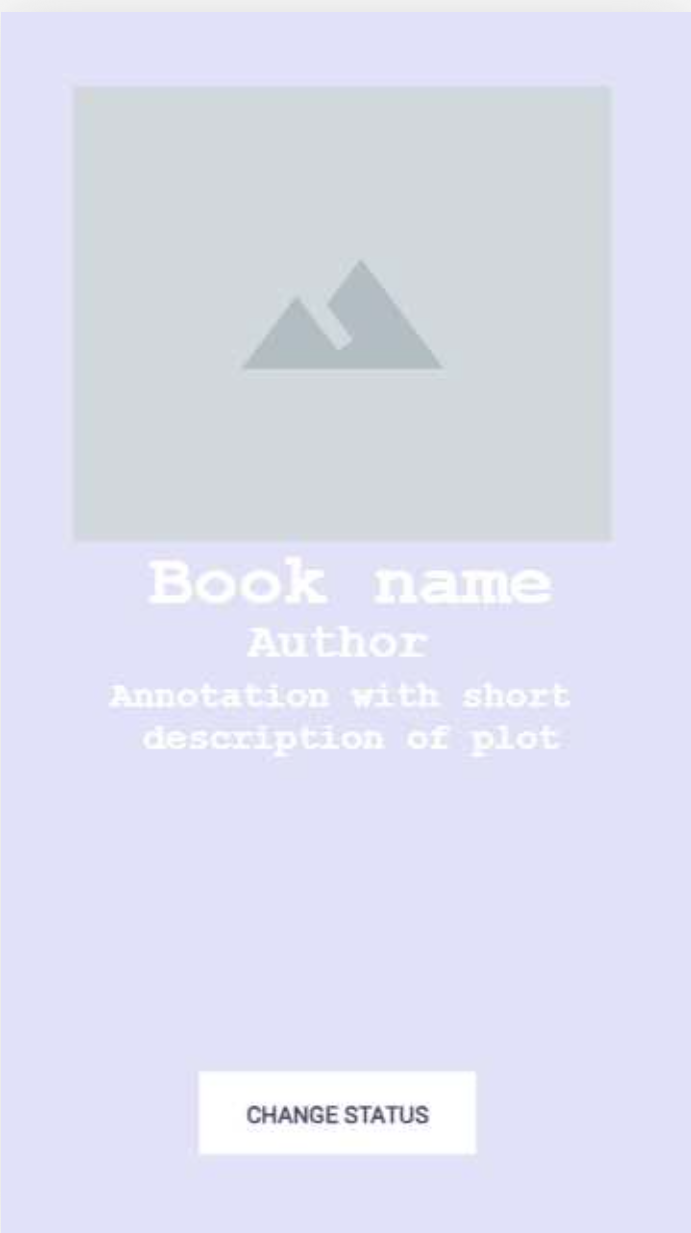 Book name
Author
Annotation with short
description of plot
CHANGE STATUS